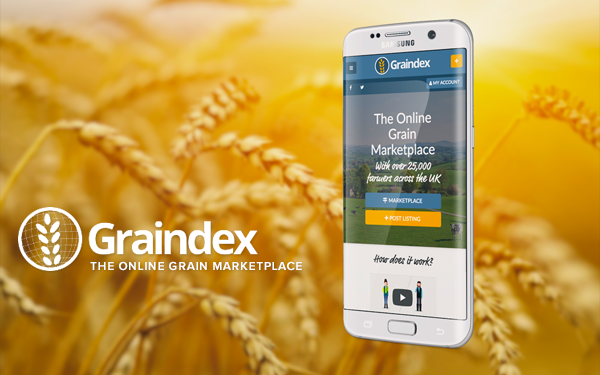 Graindex
THE ONLINE GRAIN MARKETPLACE
SAMSUNG
Graindex
MY ACCOUNT
The Online
Grain
Marketplace
With over 25,000
farmers across the UK
MARKETPLACE
+ POST LISTING
How does it work?